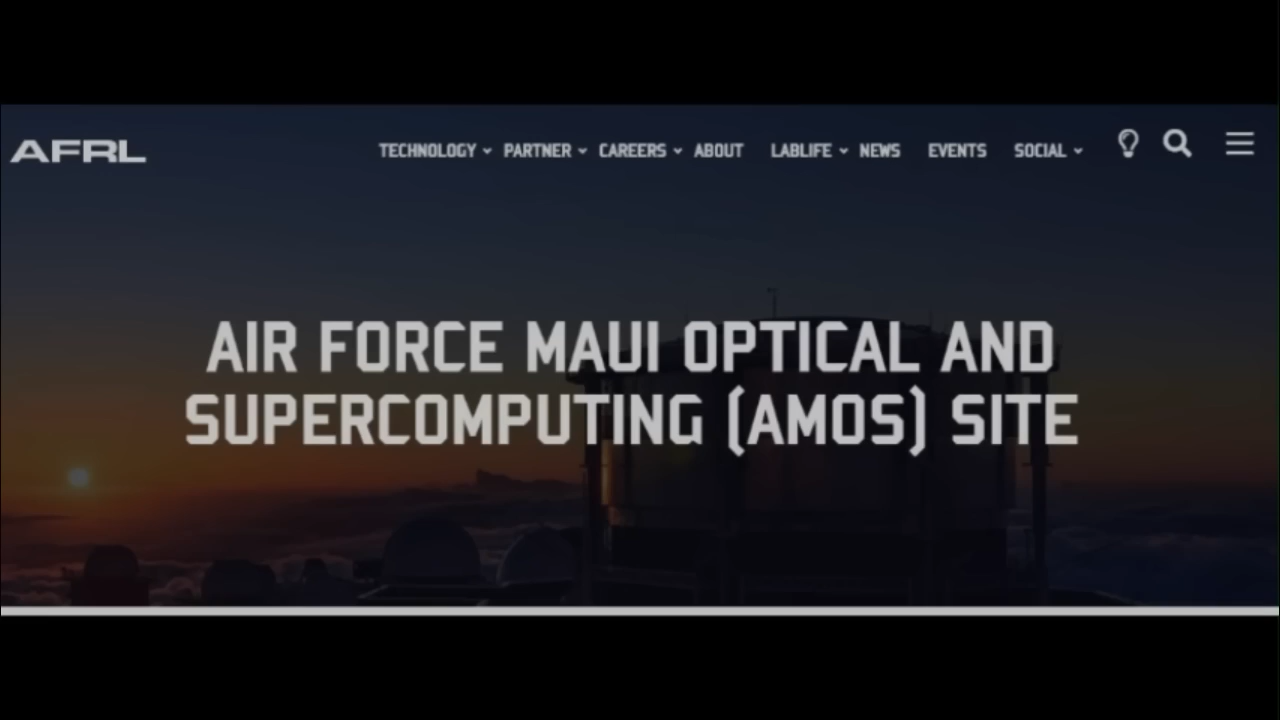 AFRL
TECHNOLOGY PARTNER CAREERS ABOUT LABLIFE NEWS EVENTS SOCIAL
AIR FORCE MAUI OPTICAL AND
SUPERCOMPUTING (AMOS) SITE